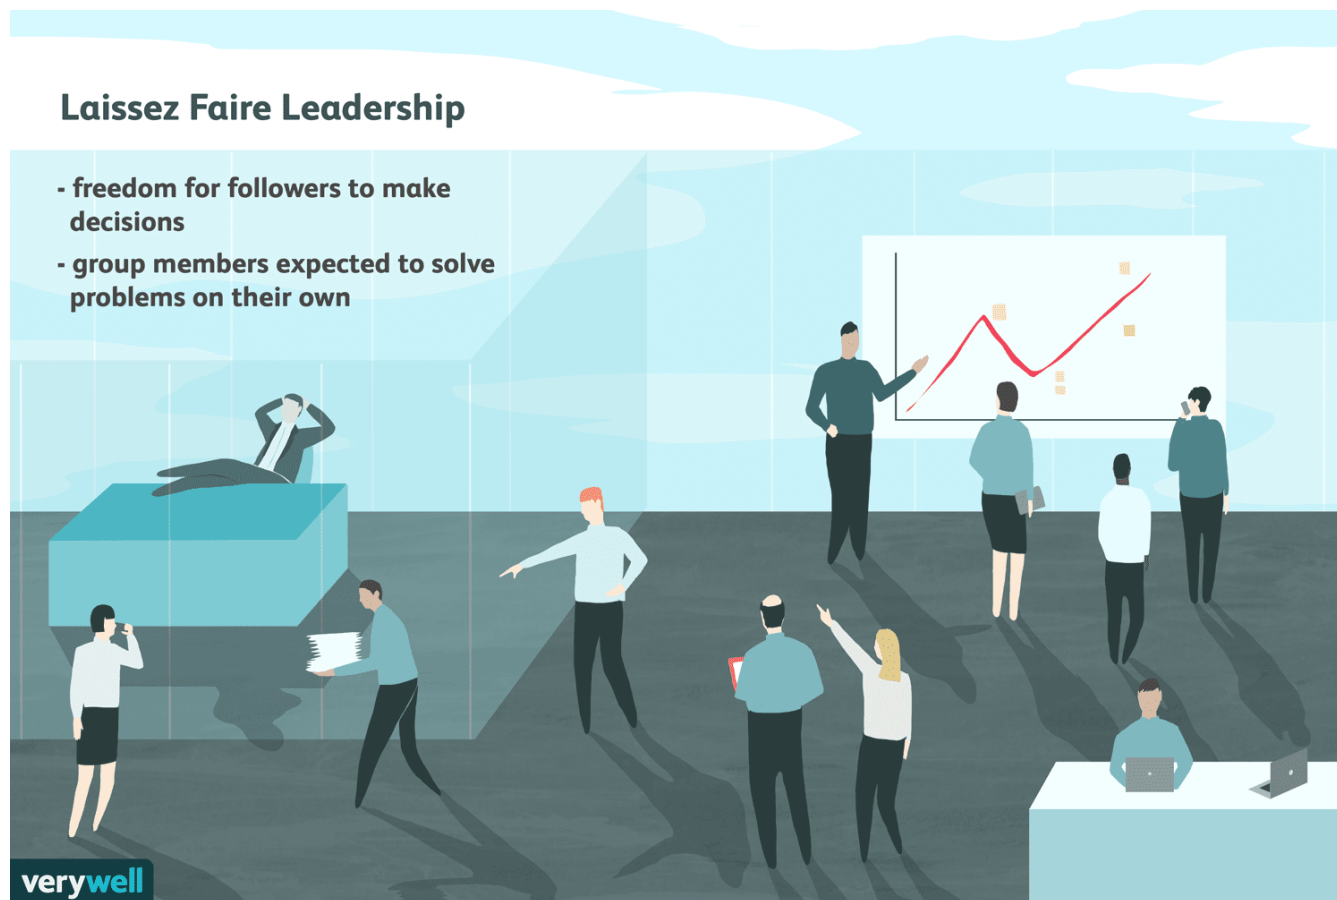 Laissez Faire Leadership
- freedom for followers to make
decisions
- group members expected to solve
problems on their own
verywell